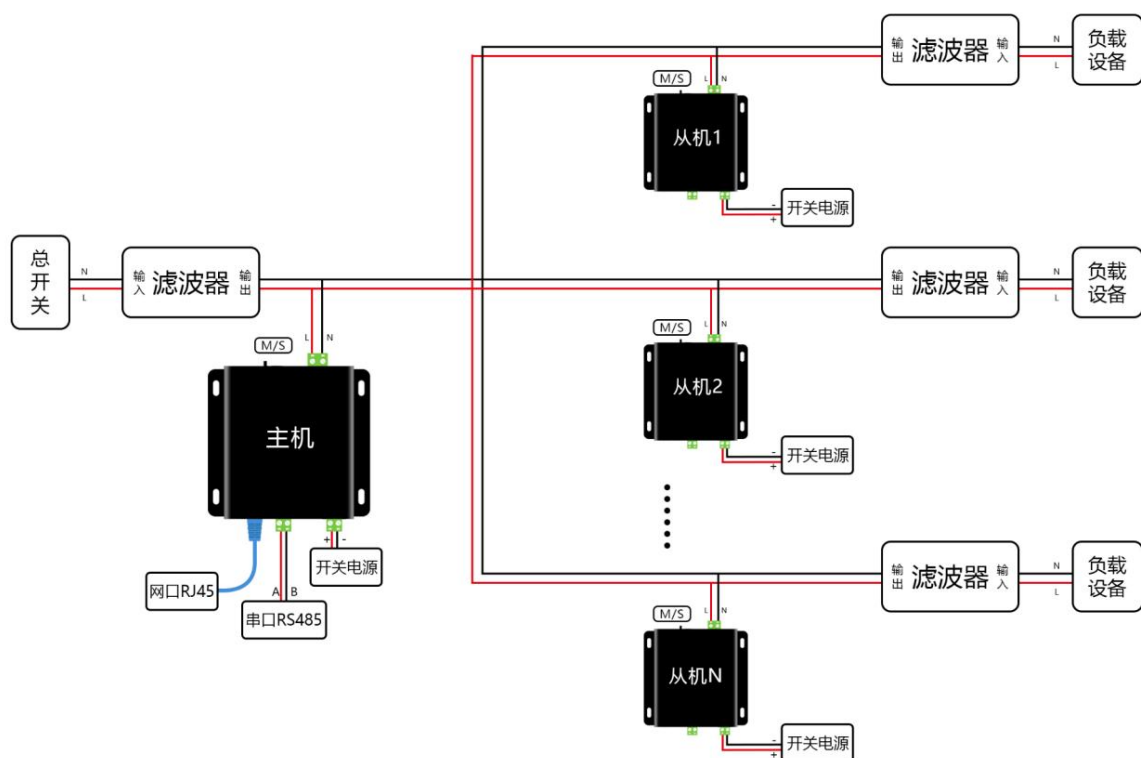 N
输出
滤波器
输入
N
负载
设备
L
M/S
L
N
从机1
开关电源
-
+
总
开
关
N
L
输入
滤波器
输出
L
N
M/S
主机
+
-
开关电源
网口RJ45
A
B
串口RS485
M/S
L
N
从机2
-
+
开关电源
输出
滤波器
输入
N
L
负载
设备
M/S
L
N
从机N
-
+
开关电源
输出
滤波器
输入
N
L
负载
设备